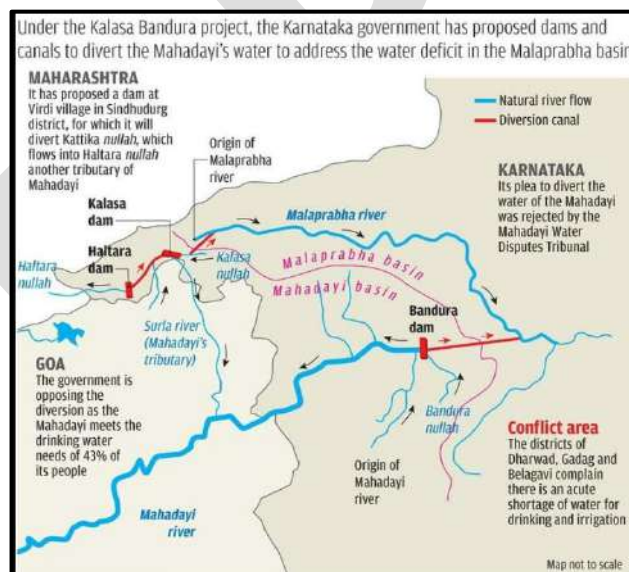 Under the Kalasa Bandura project, the Karnataka government has proposed dams and
canals to divert the Mahadayi's water to address the water deficit in the Malaprabha basin
MAHARASHTRA
It has proposed a dam at
Virdi village in Sindhudurg
district, for which it will
divert Kattika nullah, which
flows into Haltara nullah
another tributary of
Mahadayi
Origin of
Malaprabha
river
Natural river flow
Diversion canal
KARNATAKA
Its plea to divert the
water of the Mahadayi
was rejected by the
Mahadayi Water
Disputes Tribunal
Kalasa
dam
Malaprabha river
Haltara
dam
Haltara
nullah
Kalasa
nullah
Malaprabha basin
Mahadayi basin
Bandura
dam
Surla river
(Mahadayi's
tributary)
GOA
The government is
opposing the
diversion as the
Mahadayi meets the
drinking water
needs of 43% of
its people
Bandura
nullah
Origin of
Mahadayi
river
Conflict area
The districts of
Dharwad, Gadag and
Belagavi complain
there is an acute
shortage of water for
drinking and irrigation
Mahadayi
river
Map not to scale